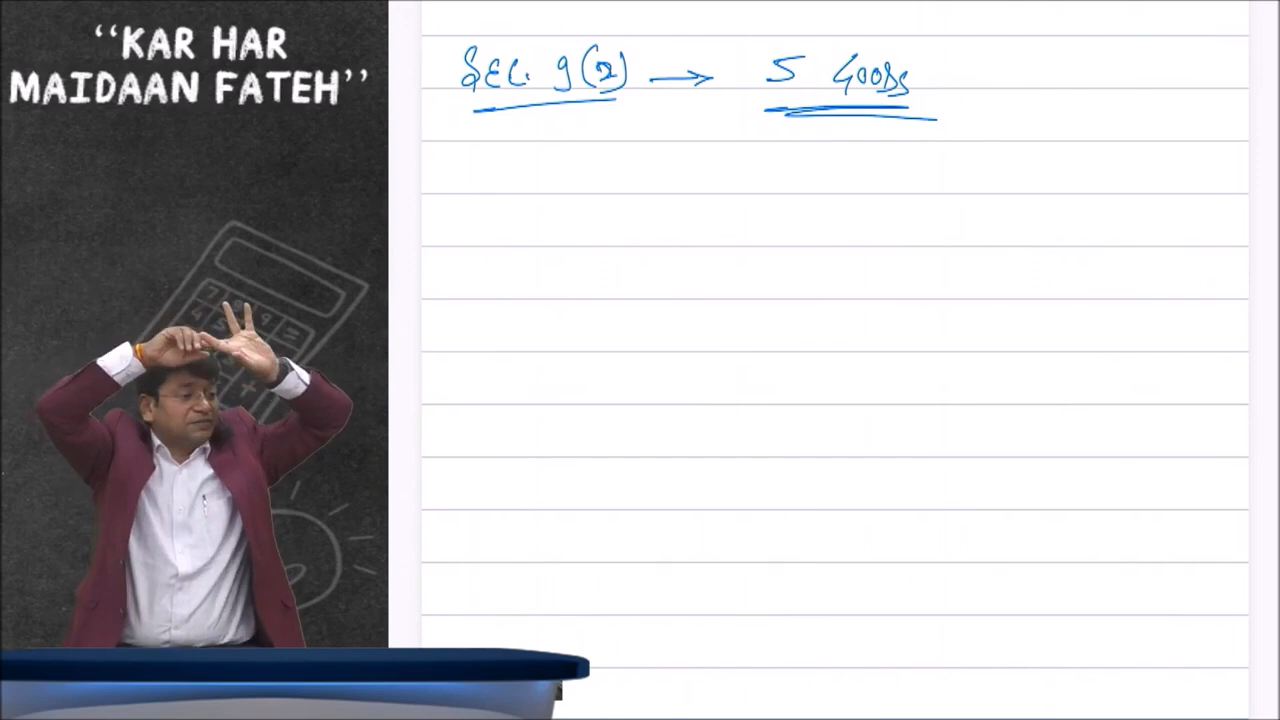 ‘‘KAR HAR
MAIDAAN FATEH’’
SEC. 9(2) → 5 GOODS